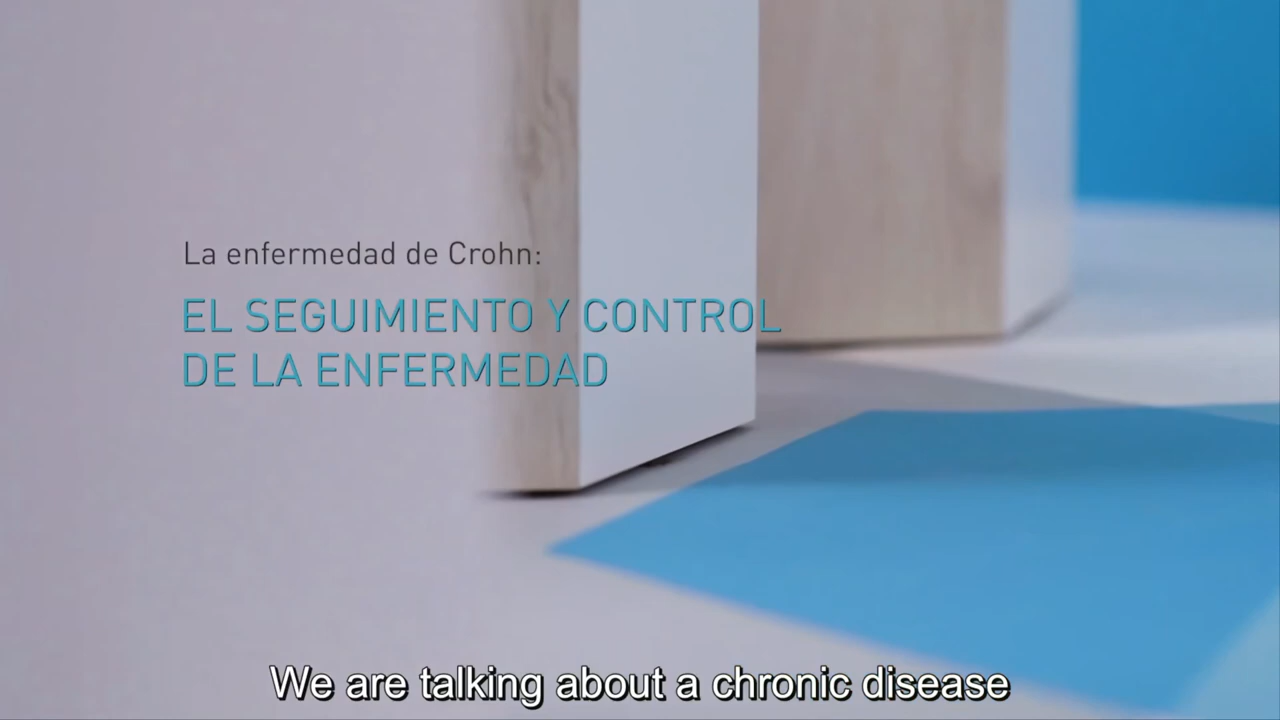 La enfermedad de Crohn:
EL SEGUIMIENTO Y CONTROL
DE LA ENFERMEDAD
We are talking about a chronic disease